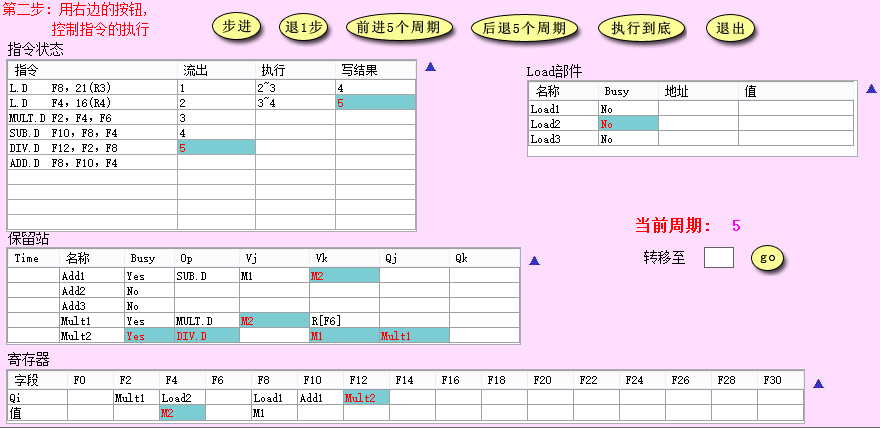 第二步：用右边的按钮，
控制指令的执行
步进 退1步 前进5个周期 后退5个周期 执行到底 退出
指令状态
指令 流出 执行 写结果
L.D F8，21(R3) 1 2~3 4
L.D F4，16(R4) 2 3~4 5
MULT.D F2，F4，F6 3
SUB.D F10，F8，F4 4
DIV.D F12，F2，F8 5
ADD.D F8，F10，F4
Load部件
名称 Busy 地址 值
Load1 No
Load2 No
Load3 No
当前周期： 5
转移至 go
保留站
Time 名称 Busy Op Vj Vk Qj Qk
Add1 Yes SUB.D M1 M2
Add2 No
Add3 No
Mult1 Yes MULT.D M2 R[F6]
Mult2 Yes DIV.D M1 Mult1
寄存器
字段 F0 F2 F4 F6 F8 F10 F12 F14 F16 F18 F20 F22 F24 F26 F28 F30
Qi Mult1 Load2 Load1 Add1 Mult2
值 M2 M1